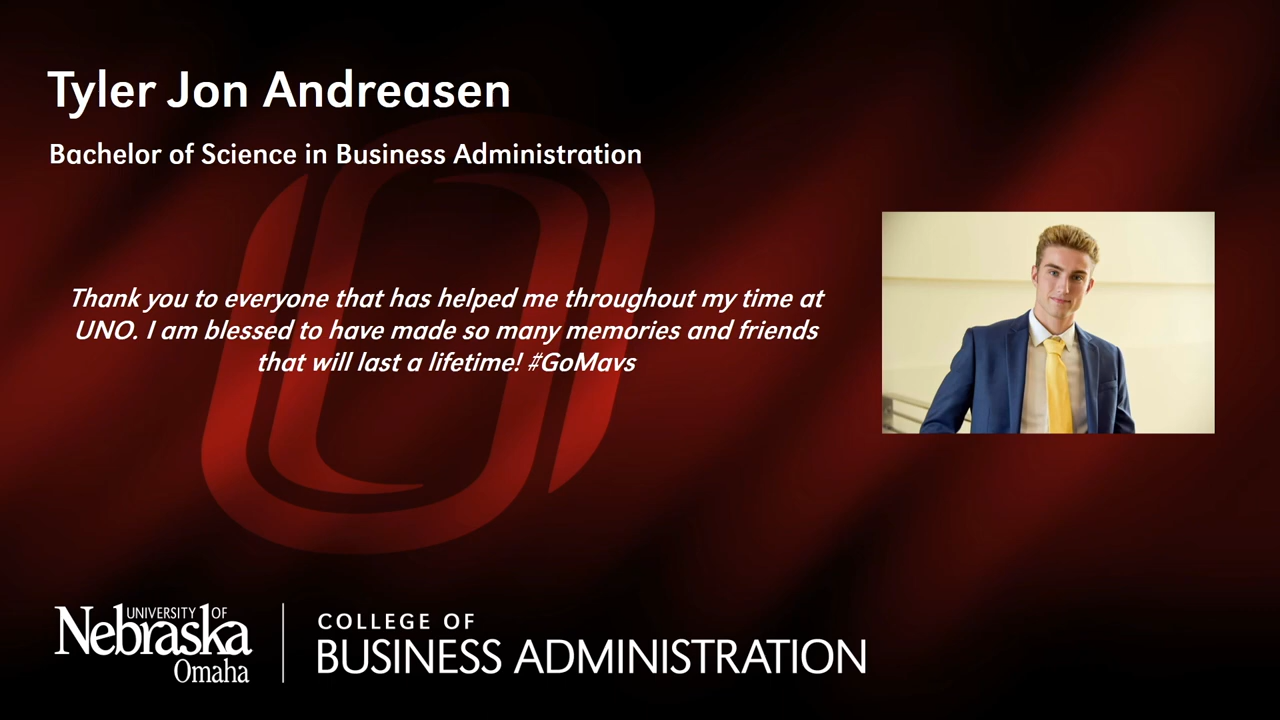 Tyler Jon Andreasen
Bachelor of Science in Business Administration
Thank you to everyone that has helped me throughout my time at
UNO. I am blessed to have made so many memories and friends
that will last a lifetime! #GoMavs
UNIVERSITY OF
Nebraska
Omaha
COLLEGE OF
BUSINESS ADMINISTRATION